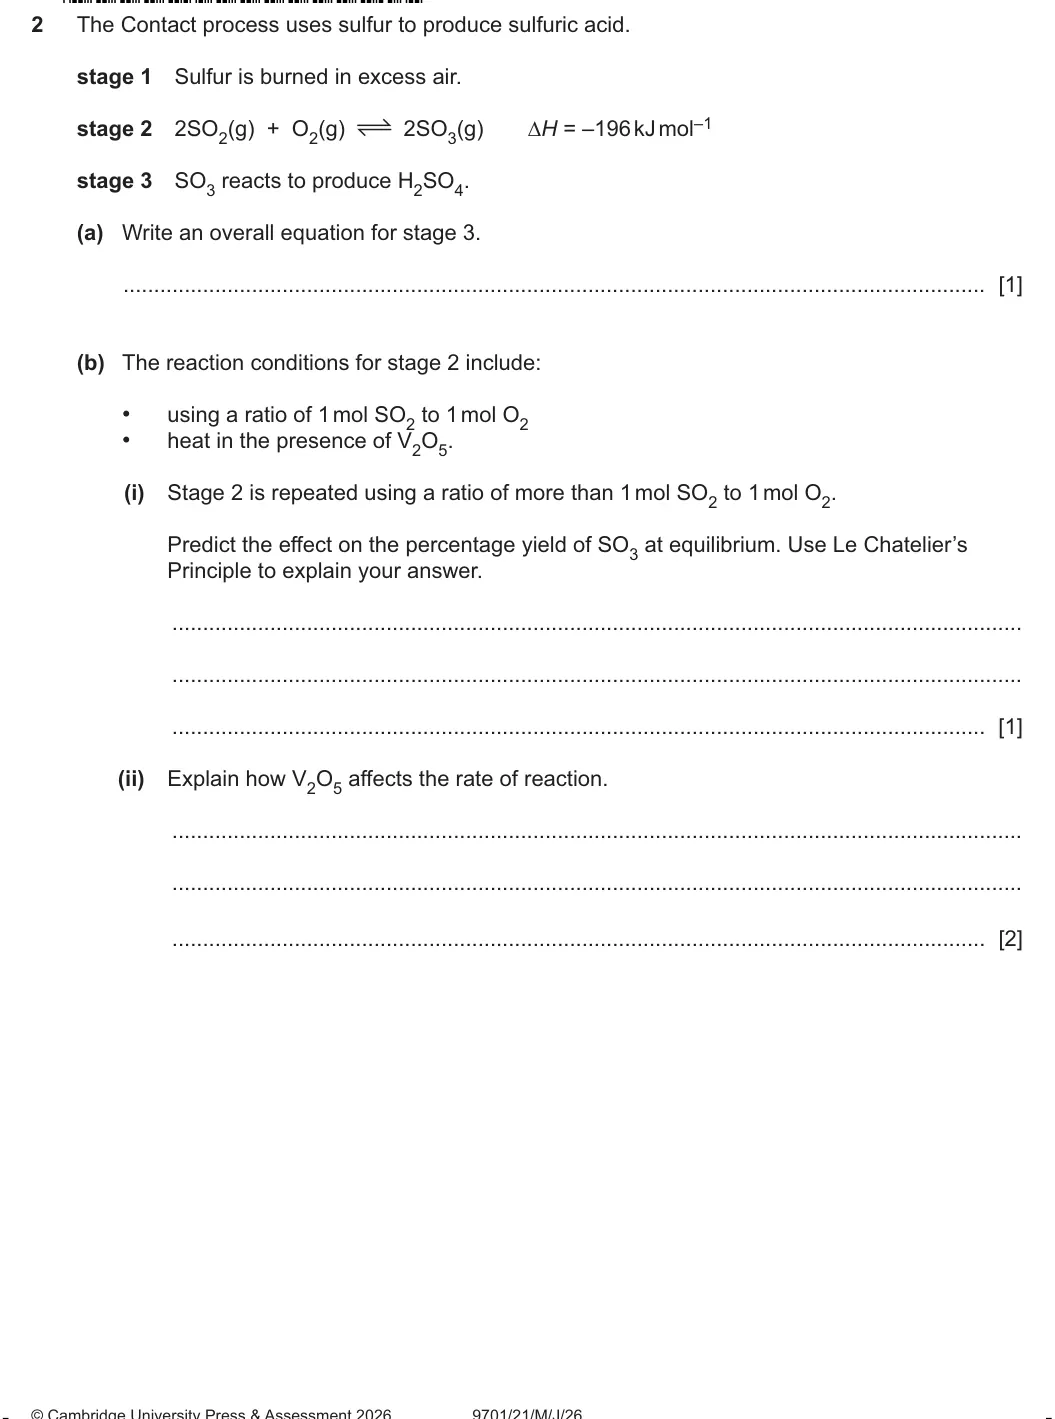 2 The Contact process uses sulfur to produce sulfuric acid.
stage 1 Sulfur is burned in excess air.
stage 2 2SO₂(g) + O₂(g) ⇌ 2SO₃(g) ΔH = –196 kJ mol⁻¹
stage 3 SO₃ reacts to produce H₂SO₄.
(a) Write an overall equation for stage 3.
[1]
(b) The reaction conditions for stage 2 include:
• using a ratio of 1 mol SO₂ to 1 mol O₂
• heat in the presence of V₂O₅.
(i) Stage 2 is repeated using a ratio of more than 1 mol SO₂ to 1 mol O₂.
Predict the effect on the percentage yield of SO₃ at equilibrium. Use Le Chatelier’s
Principle to explain your answer.
[1]
(ii) Explain how V₂O₅ affects the rate of reaction.
[2]
© Cambridge University Press & Assessment 2026 9701/21/M/J/26